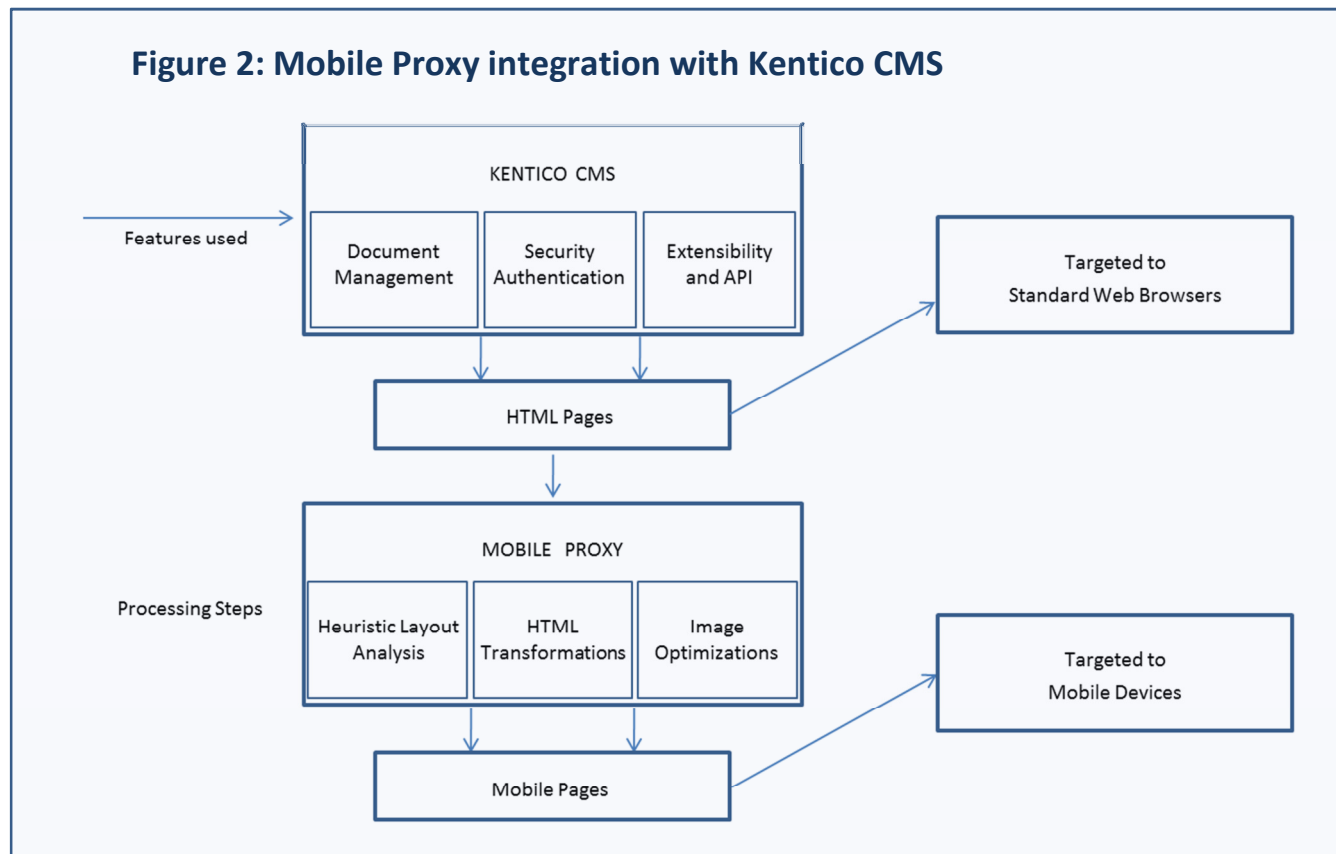 Figure 2: Mobile Proxy integration with Kentico CMS
KENTICO CMS
Features used
Document
Management
Security
Authentication
Extensibility
and API
Targeted to
Standard Web Browsers
HTML Pages
MOBILE PROXY
Processing Steps
Heuristic Layout
Analysis
HTML
Transformations
Image
Optimizations
Targeted to
Mobile Devices
Mobile Pages